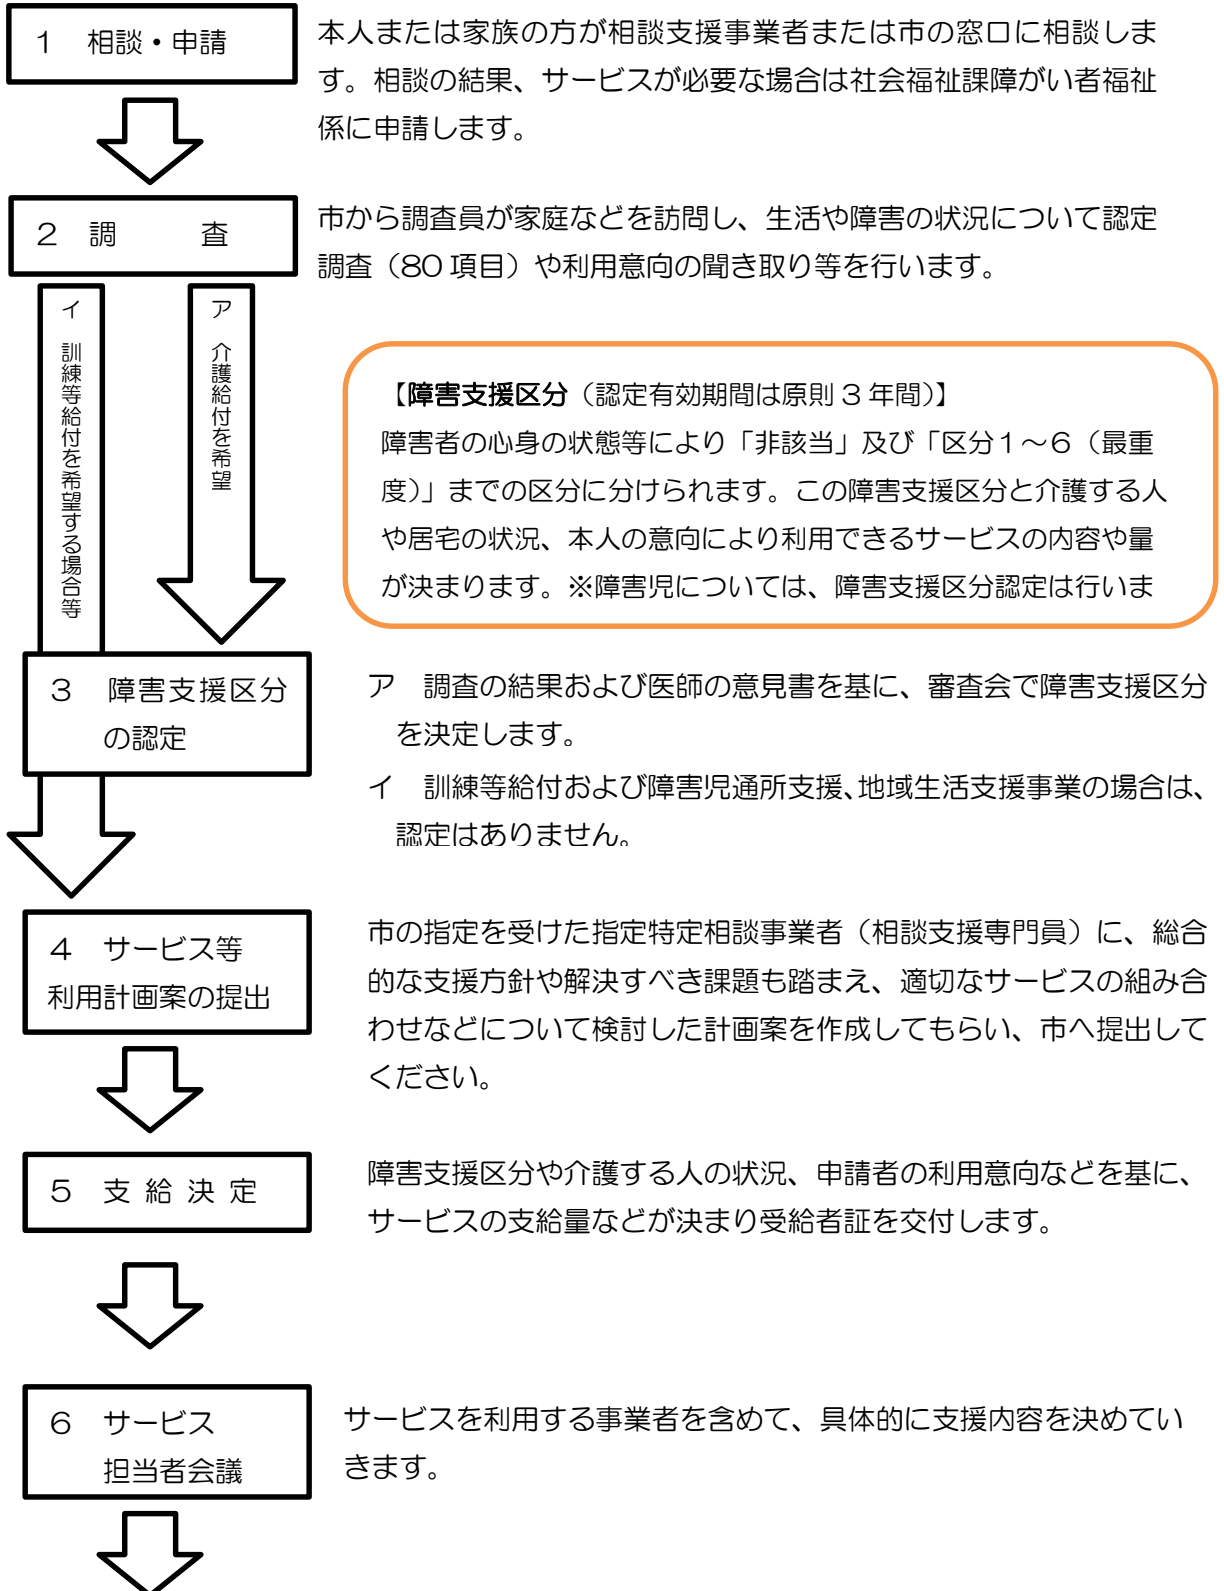 1 相談・申請
本人または家族の方が相談支援事業者または市の窓口に相談しま
す。相談の結果、サービスが必要な場合は社会福祉課障がい者福祉
係に申請します。
2 調 査
市から調査員が家庭などを訪問し、生活や障害の状況について認定
調査（80 項目）や利用意向の聞き取り等を行います。
イ 訓練等給付を希望する場合等
ア 介護給付を希望
【障害支援区分（認定有効期間は原則 3 年間）】
障害者の心身の状態等により「非該当」及び「区分１～６（最重
度）」までの区分に分けられます。この障害支援区分と介護する人
や居宅の状況、本人の意向により利用できるサービスの内容や量
が決まります。※障害児については、障害支援区分認定は行いま
3 障害支援区分
の認定
ア 調査の結果および医師の意見書を基に、審査会で障害支援区分
を決定します。
イ 訓練等給付および障害児通所支援、地域生活支援事業の場合は、
認定はありません。
4 サービス等
利用計画案の提出
市の指定を受けた指定特定相談事業者（相談支援専門員）に、総合
的な支援方針や解決すべき課題も踏まえ、適切なサービスの組み合
わせなどについて検討した計画案を作成してもらい、市へ提出して
ください。
5 支 給 決 定
障害支援区分や介護する人の状況、申請者の利用意向などを基に、
サービスの支給量などが決まり受給者証を交付します。
6 サービス
担当者会議
サービスを利用する事業者を含めて、具体的に支援内容を決めてい
きます。